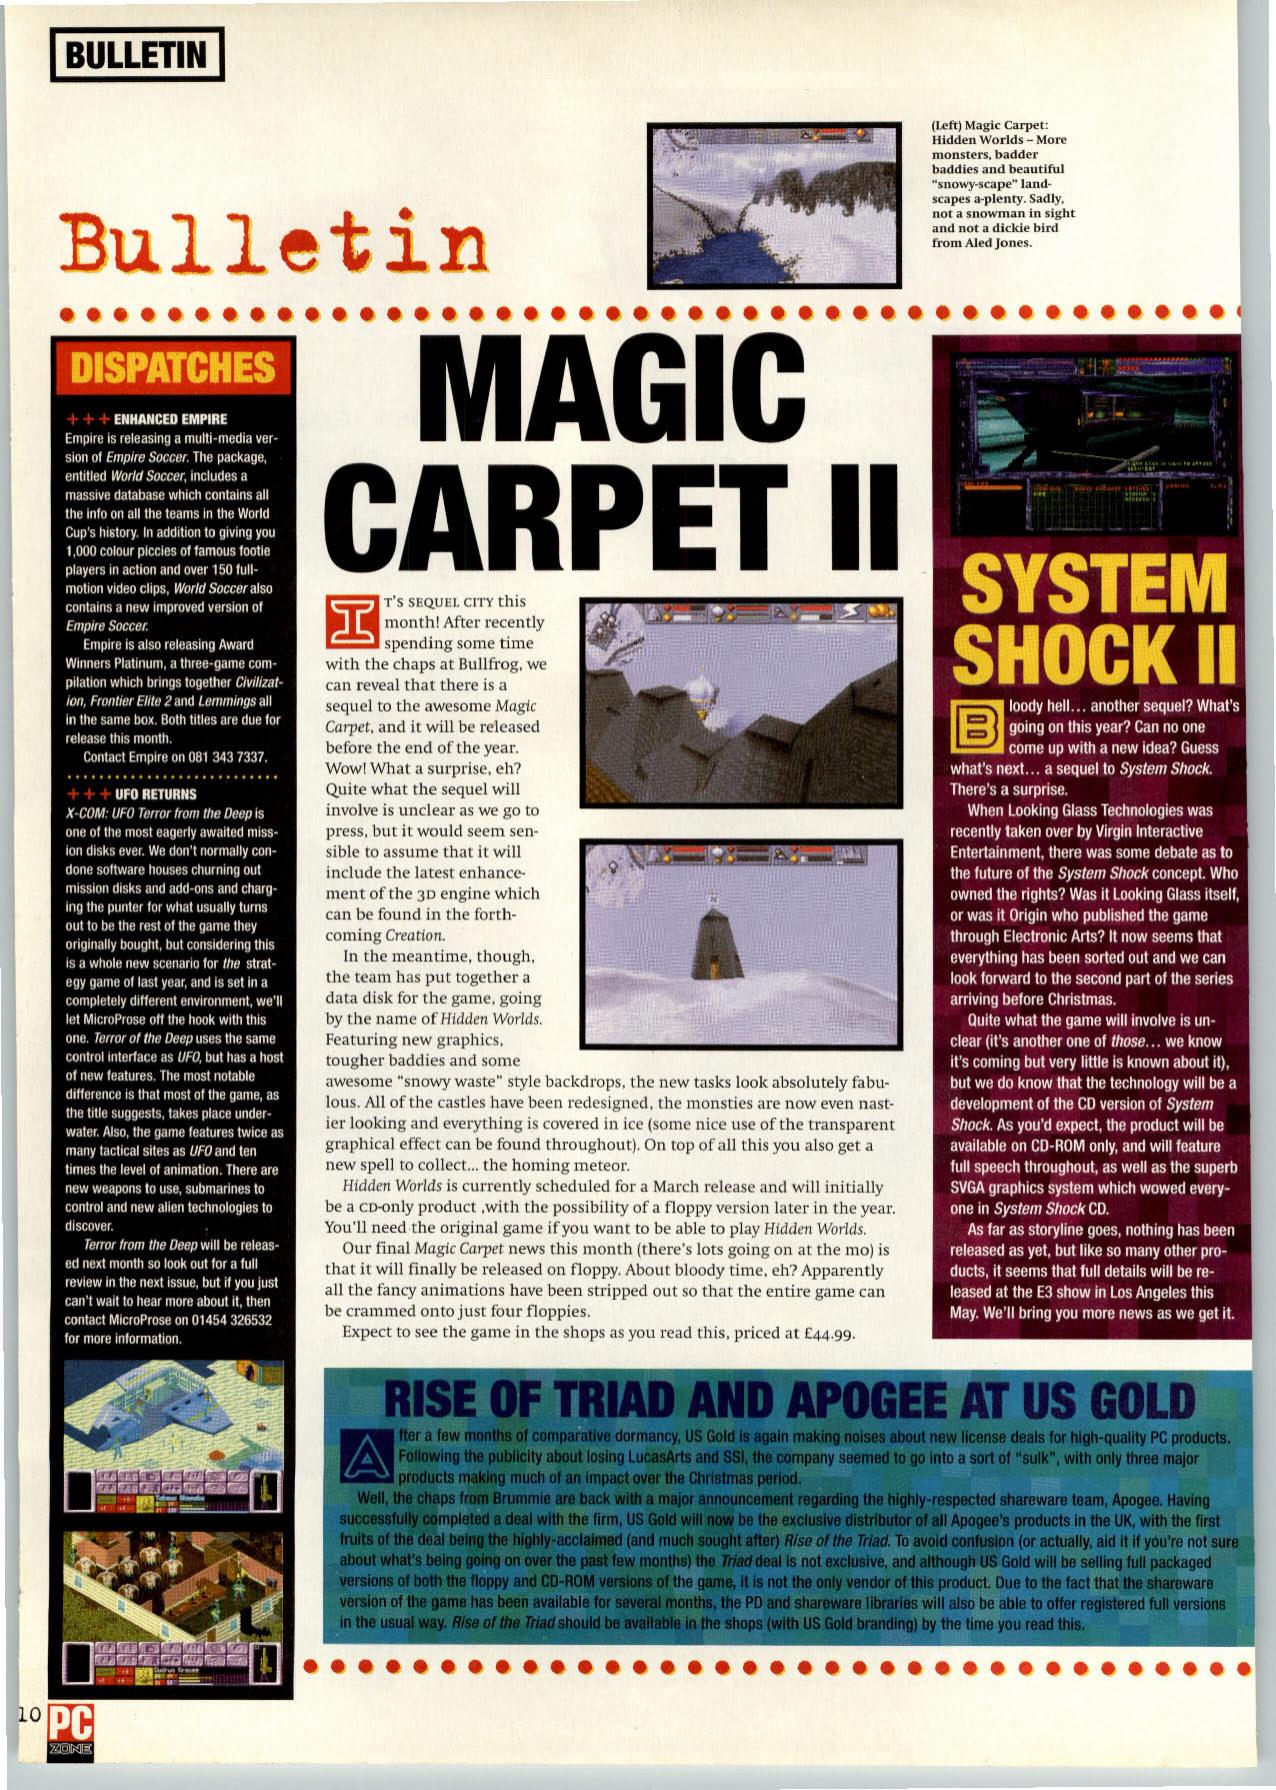 BULLETIN
Bulletin
(Left) Magic Carpet:
Hidden Worlds – More
monsters, badder
baddies and beautiful
"snowy-scape" land-
scapes a-plenty. Sadly,
not a snowman in sight
and not a dickie bird
from Aled Jones.
DISPATCHES
+ + + ENHANCED EMPIRE
Empire is releasing a multi-media ver-
sion of Empire Soccer. The package,
entitled World Soccer, includes a
massive database which contains all
the info on all the teams in the World
Cup's history. In addition to giving you
1,000 colour piccies of famous footie
players in action and over 150 full-
motion video clips, World Soccer also
contains a new improved version of
Empire Soccer.
Empire is also releasing Award
Winners Platinum, a three-game com-
pilation which brings together Civilizat-
ion, Frontier Elite 2 and Lemmings all
in the same box. Both titles are due for
release this month.
Contact Empire on 081 343 7337.
+ + + UFO RETURNS
X-COM: UFO Terror from the Deep is
one of the most eagerly awaited miss-
ion disks ever. We don't normally con-
done software houses churning out
mission disks and add-ons and charg-
ing the punter for what usually turns
out to be the rest of the game they
originally bought, but considering this
is a whole new scenario for the strat-
egy game of last year, and is set in a
completely different environment, we'll
let MicroProse off the hook with this
one. Terror of the Deep uses the same
control interface as UFO, but has a host
of new features. The most notable
difference is that most of the game, as
the title suggests, takes place under-
water. Also, the game features twice as
many tactical sites as UFO and ten
times the level of animation. There are
new weapons to use, submarines to
control and new alien technologies to
discover.
Terror from the Deep will be releas-
ed next month so look out for a full
review in the next issue, but if you just
can't wait to hear more about it, then
contact MicroProse on 01454 326532
for more information.
MAGIC
CARPET II
IT'S SEQUEL CITY this
month! After recently
spending some time
with the chaps at Bullfrog, we
can reveal that there is a
sequel to the awesome Magic
Carpet, and it will be released
before the end of the year.
Wow! What a surprise, eh?
Quite what the sequel will
involve is unclear as we go to
press, but it would seem sen-
sible to assume that it will
include the latest enhance-
ment of the 3D engine which
can be found in the forth-
coming Creation.
In the meantime, though,
the team has put together a
data disk for the game, going
by the name of Hidden Worlds.
Featuring new graphics,
tougher baddies and some
awesome "snowy waste" style backdrops, the new tasks look absolutely fabu-
lous. All of the castles have been redesigned, the monsties are now even nast-
ier looking and everything is covered in ice (some nice use of the transparent
graphical effect can be found throughout). On top of all this you also get a
new spell to collect... the homing meteor.
Hidden Worlds is currently scheduled for a March release and will initially
be a CD-only product ,with the possibility of a floppy version later in the year.
You'll need the original game if you want to be able to play Hidden Worlds.
Our final Magic Carpet news this month (there's lots going on at the mo) is
that it will finally be released on floppy. About bloody time, eh? Apparently
all the fancy animations have been stripped out so that the entire game can
be crammed onto just four floppies.
Expect to see the game in the shops as you read this, priced at £44.99.
SYSTEM
SHOCK II
Bloody hell... another sequel? What's
going on this year? Can no one
come up with a new idea? Guess
what's next... a sequel to System Shock.
There's a surprise.
When Looking Glass Technologies was
recently taken over by Virgin Interactive
Entertainment, there was some debate as to
the future of the System Shock concept. Who
owned the rights? Was it Looking Glass itself,
or was it Origin who published the game
through Electronic Arts? It now seems that
everything has been sorted out and we can
look forward to the second part of the series
arriving before Christmas.
Quite what the game will involve is un-
clear (it's another one of those... we know
it's coming but very little is known about it),
but we do know that the technology will be a
development of the CD version of System
Shock. As you'd expect, the product will be
available on CD-ROM only, and will feature
full speech throughout, as well as the superb
SVGA graphics system which wowed every-
one in System Shock CD.
As far as storyline goes, nothing has been
released as yet, but like so many other pro-
ducts, it seems that full details will be re-
leased at the E3 show in Los Angeles this
May. We'll bring you more news as we get it.
RISE OF TRIAD AND APOGEE AT US GOLD
After a few months of comparative dormancy, US Gold is again making noises about new license deals for high-quality PC products.
Following the publicity about losing LucasArts and SSI, the company seemed to go into a sort of "sulk", with only three major
products making much of an impact over the Christmas period.
Well, the chaps from Brummie are back with a major announcement regarding the highly-respected shareware team, Apogee. Having
successfully completed a deal with the firm, US Gold will now be the exclusive distributor of all Apogee's products in the UK, with the first
fruits of the deal being the highly-acclaimed (and much sought after) Rise of the Triad. To avoid confusion (or actually, aid it if you're not sure
about what's being going on over the past few months) the Triad deal is not exclusive, and although US Gold will be selling full packaged
versions of both the floppy and CD-ROM versions of the game, it is not the only vendor of this product. Due to the fact that the shareware
version of the game has been available for several months, the PD and shareware libraries will also be able to offer registered full versions
in the usual way. Rise of the Triad should be available in the shops (with US Gold branding) by the time you read this.
10
PC
ZONE